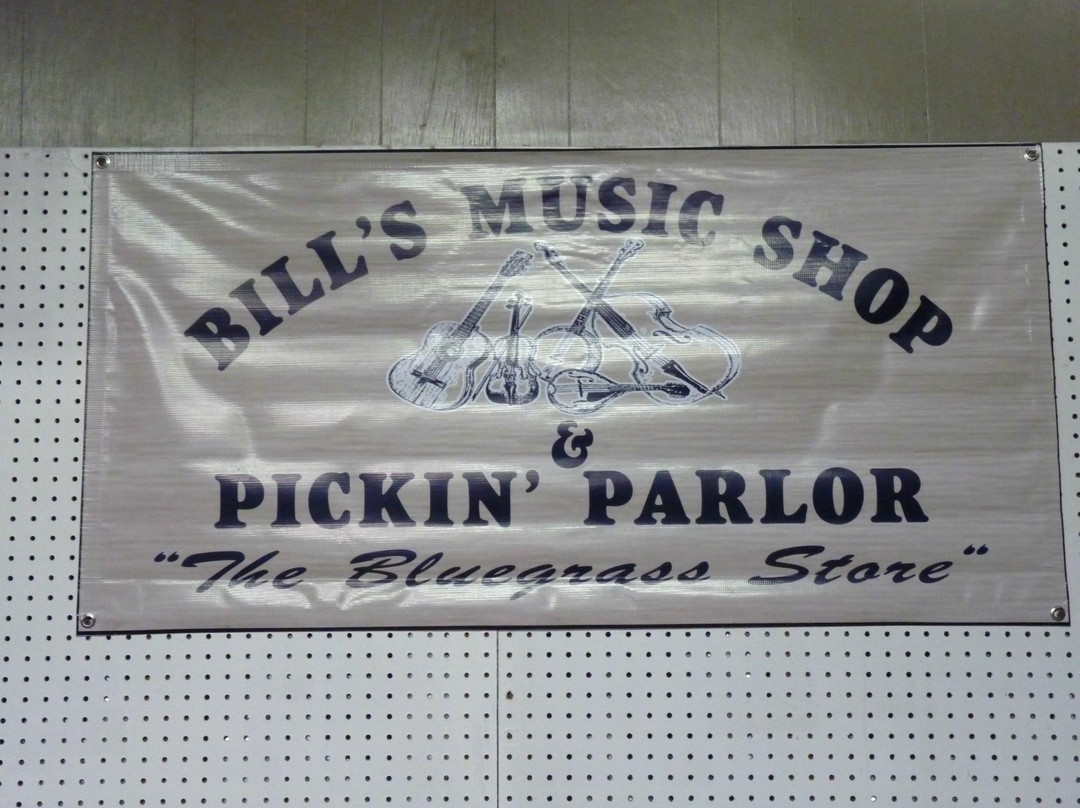 BILL'S MUSIC SHOP
&
PICKIN' PARLOR
“The Bluegrass Store“